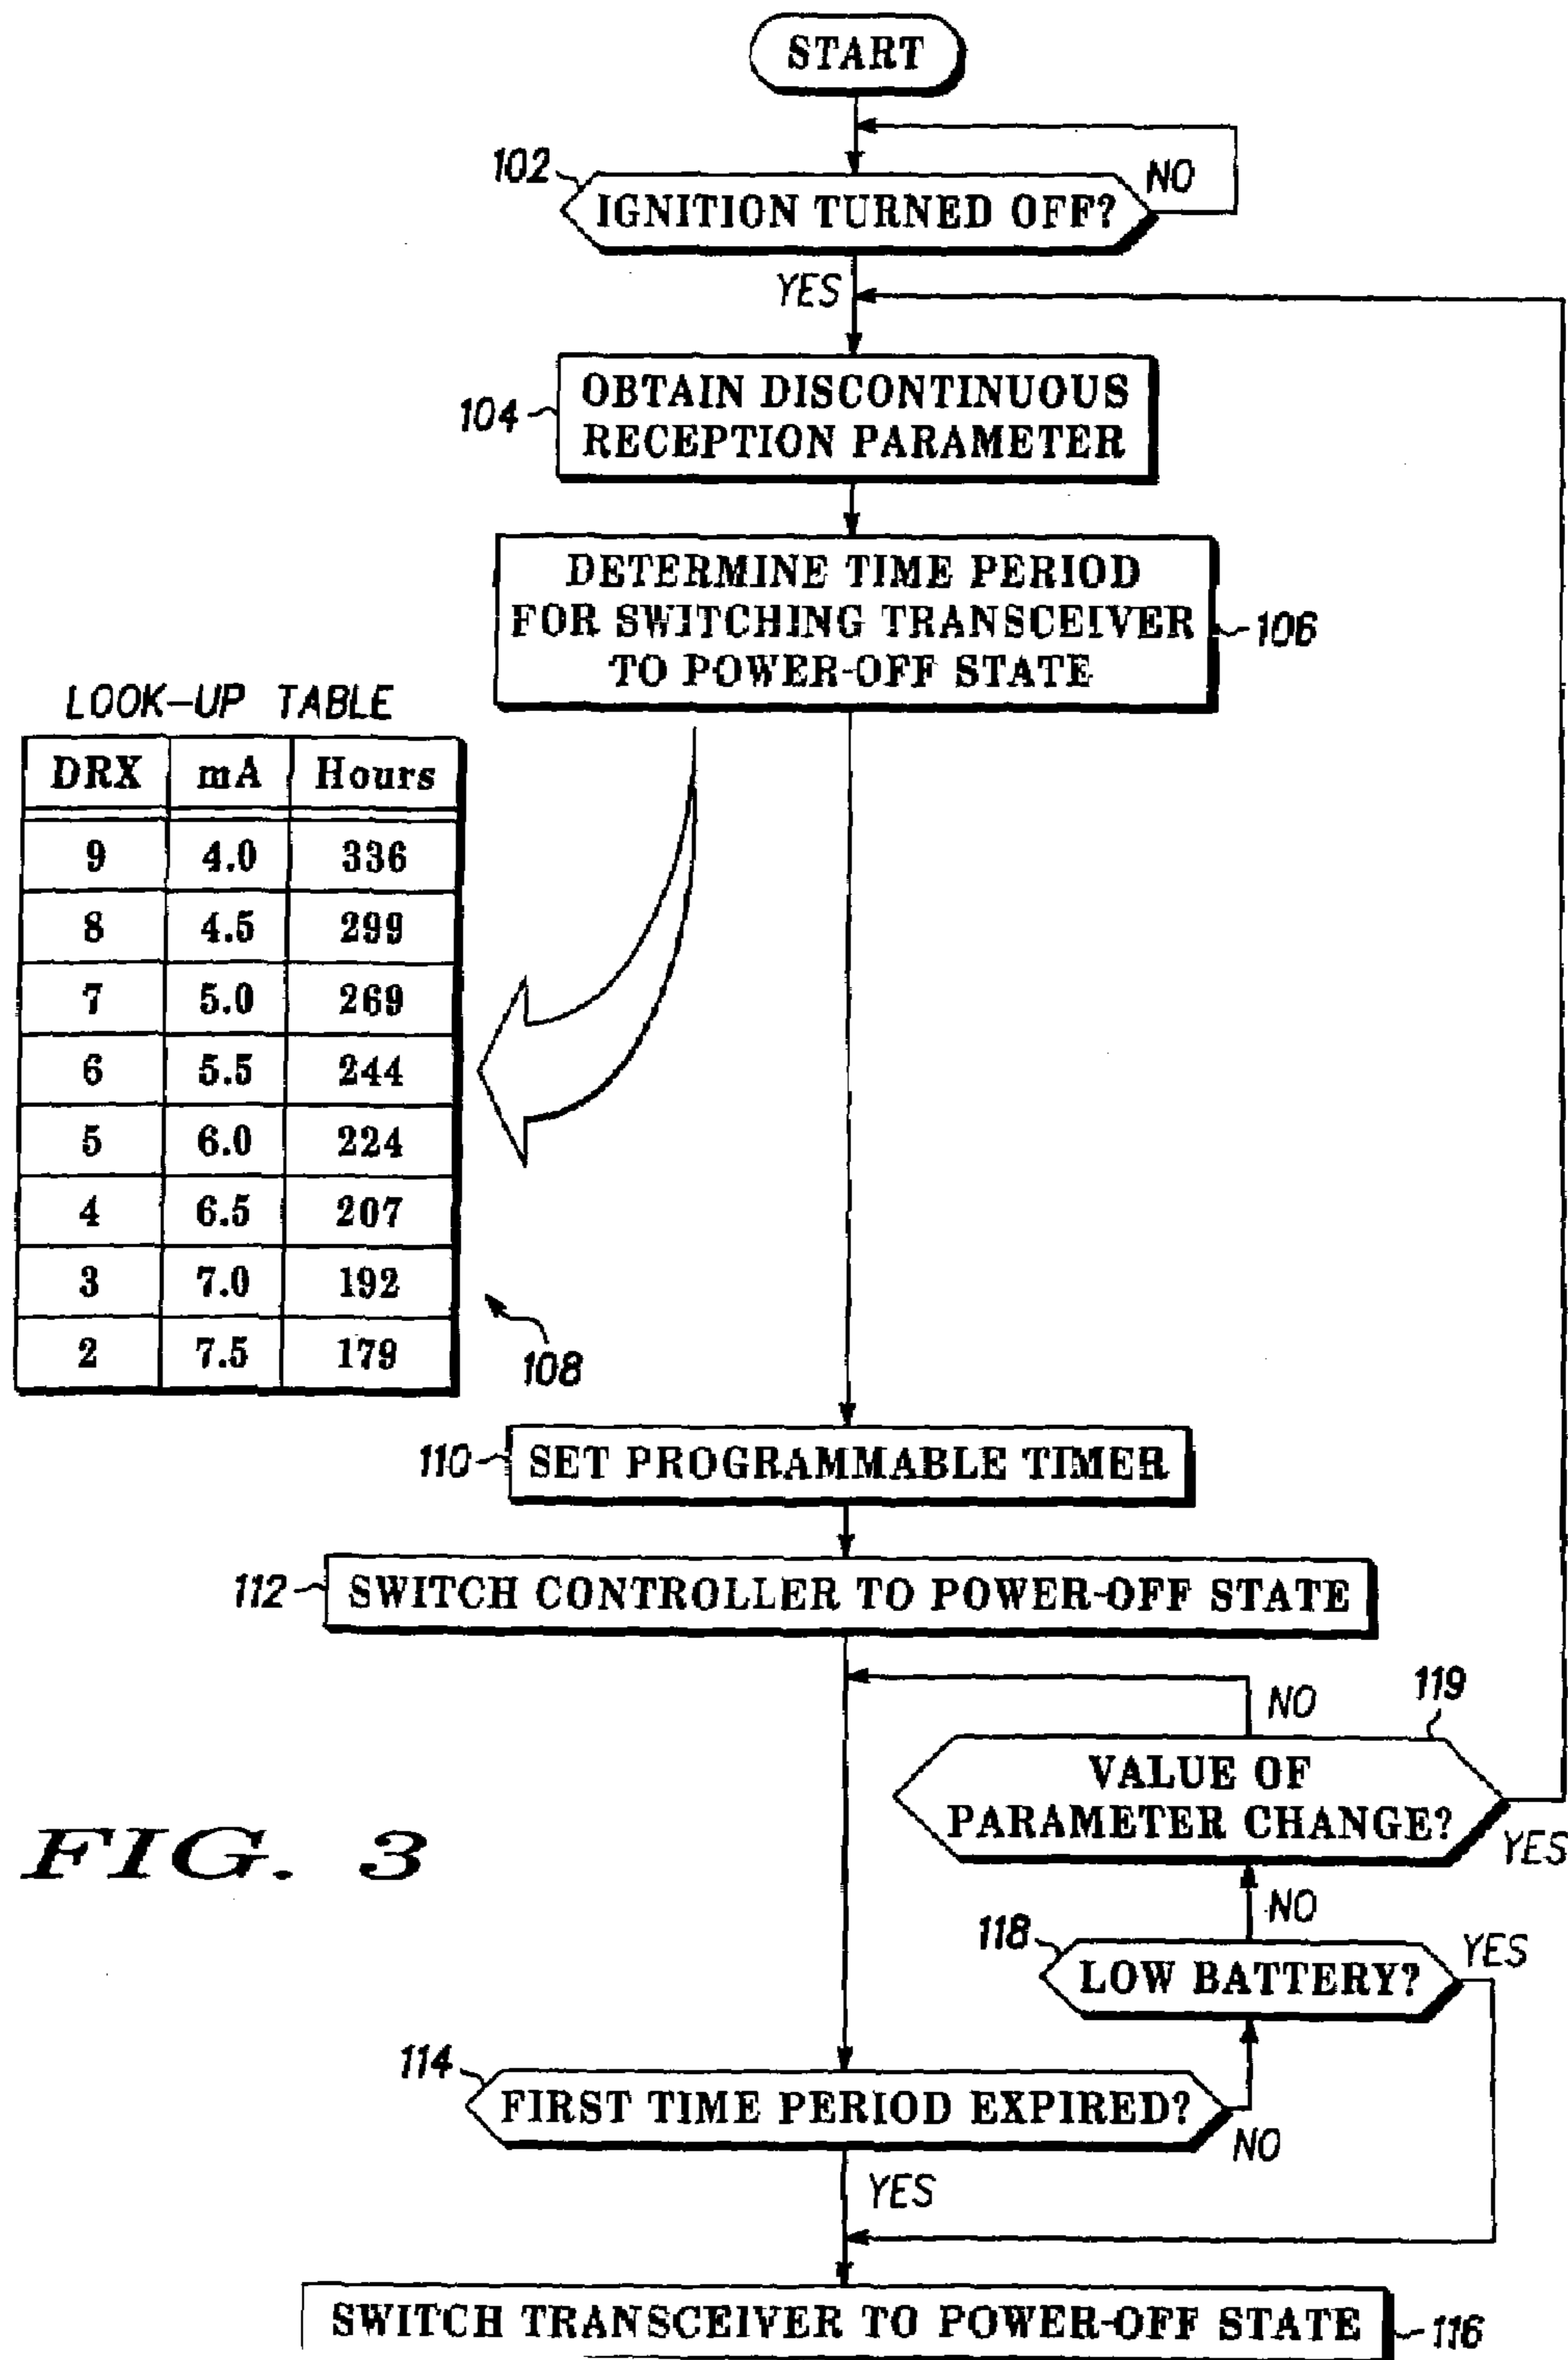 START
102
IGNITION TURNED OFF?
NO
YES
104
OBTAIN DISCONTINUOUS
RECEPTION PARAMETER
DETERMINE TIME PERIOD
FOR SWITCHING TRANSCEIVER
TO POWER-OFF STATE
106
LOOK-UP TABLE
DRX mA Hours
9 4.0 336
8 4.5 299
7 5.0 269
6 5.5 244
5 6.0 224
4 6.5 207
3 7.0 192
2 7.5 179
108
110
SET PROGRAMMABLE TIMER
112
SWITCH CONTROLLER TO POWER-OFF STATE
NO
119
VALUE OF
PARAMETER CHANGE?
YES
FIG. 3
NO
118
LOW BATTERY?
YES
114
FIRST TIME PERIOD EXPIRED?
NO
YES
SWITCH TRANSCEIVER TO POWER-OFF STATE
116